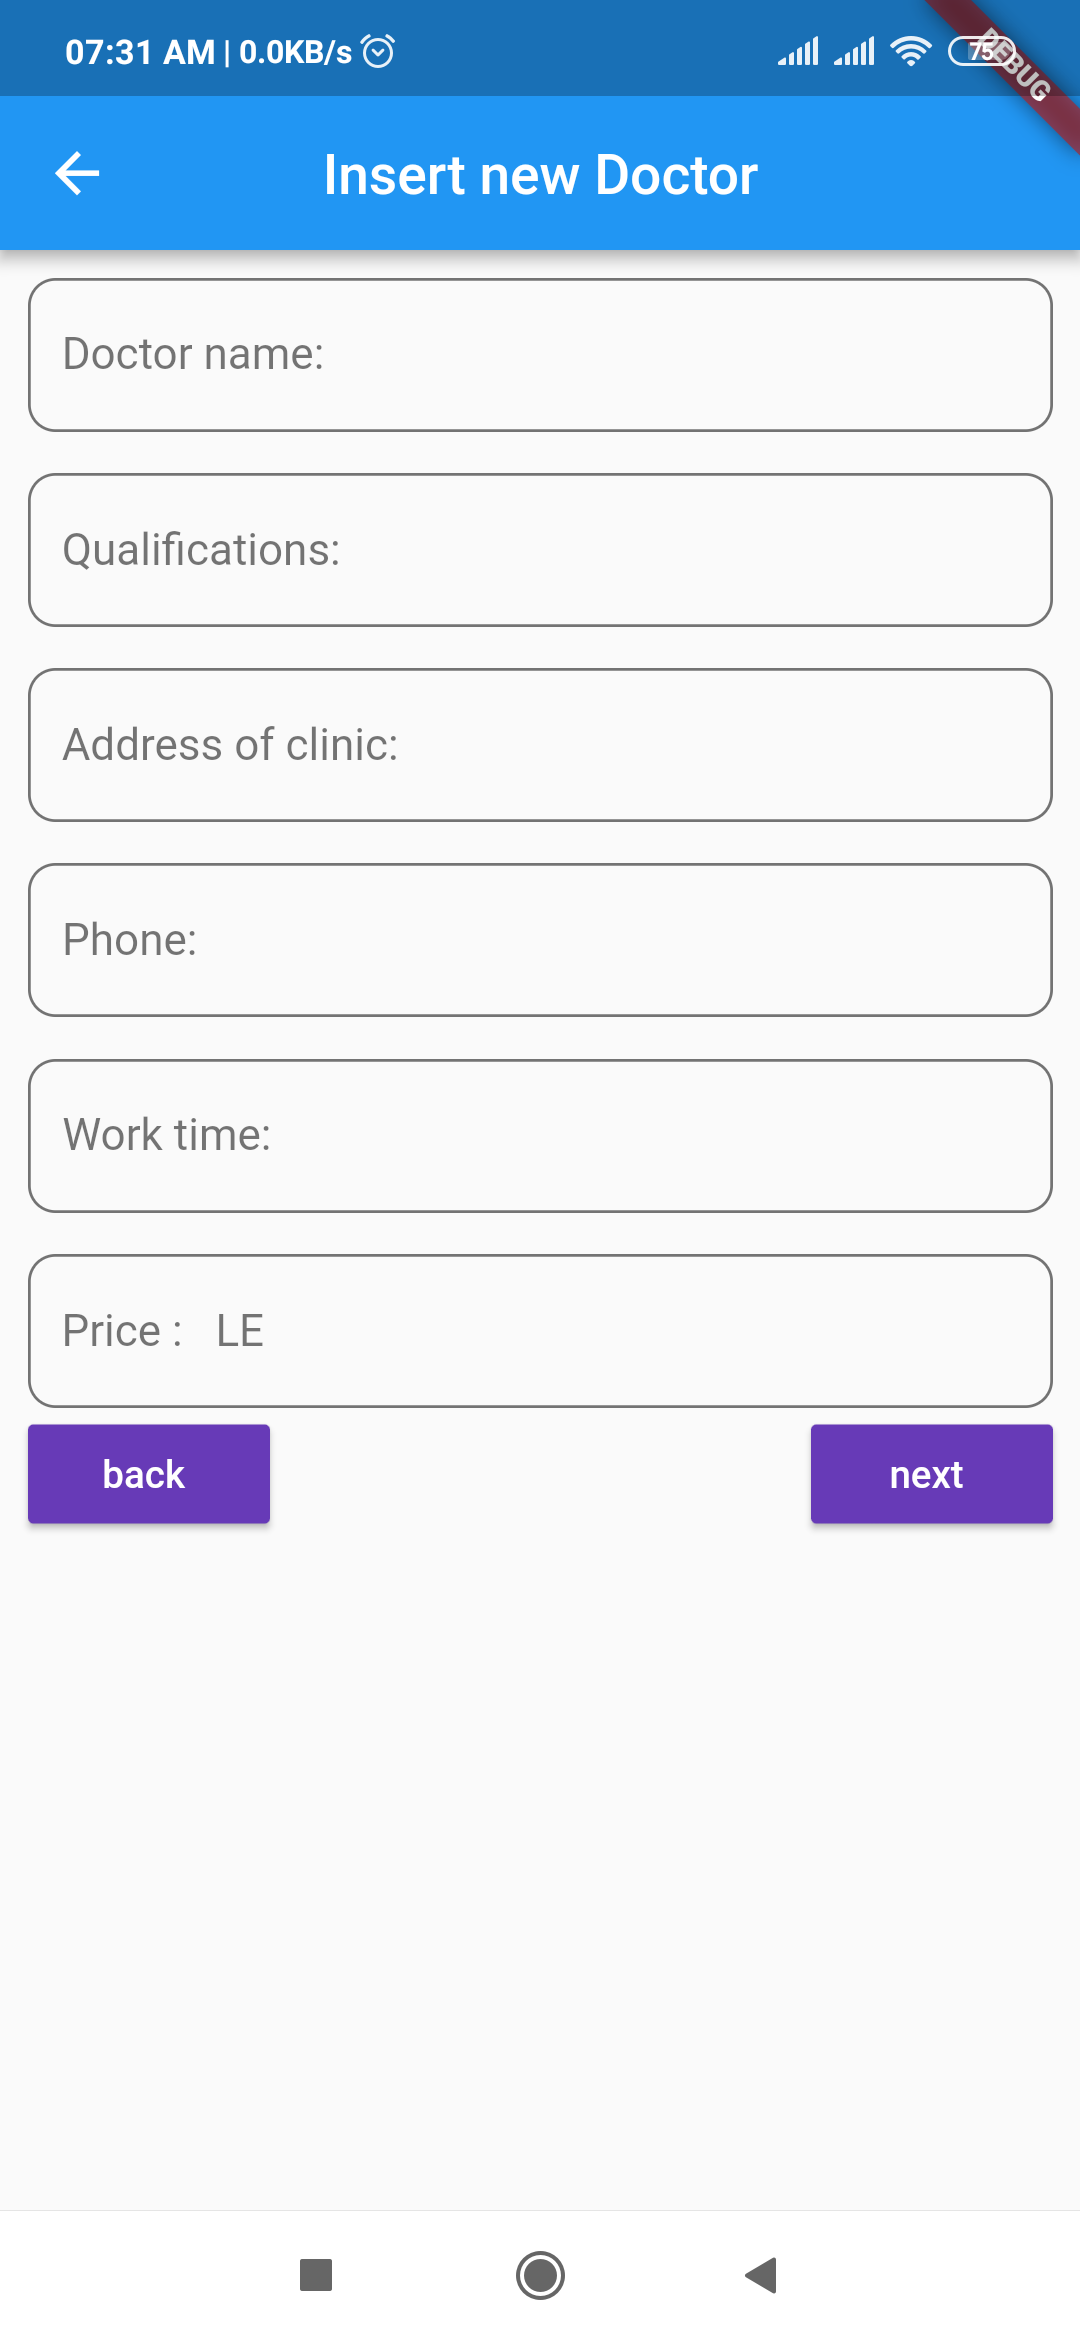 07:31 AM | 0.0KB/s
75
DEBUG
Insert new Doctor
Doctor name:
Qualifications:
Address of clinic:
Phone:
Work time:
Price :   LE
back
next